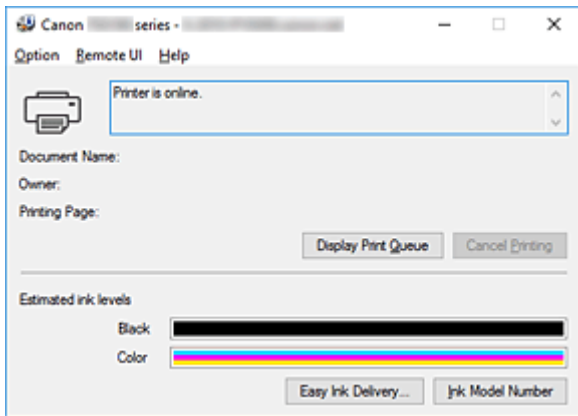 Canon series -
Option Remote UI Help
Printer is online.
Document Name:
Owner:
Printing Page:
Display Print Queue Cancel Printing
Estimated ink levels
Black
Color
Easy Ink Delivery... Ink Model Number